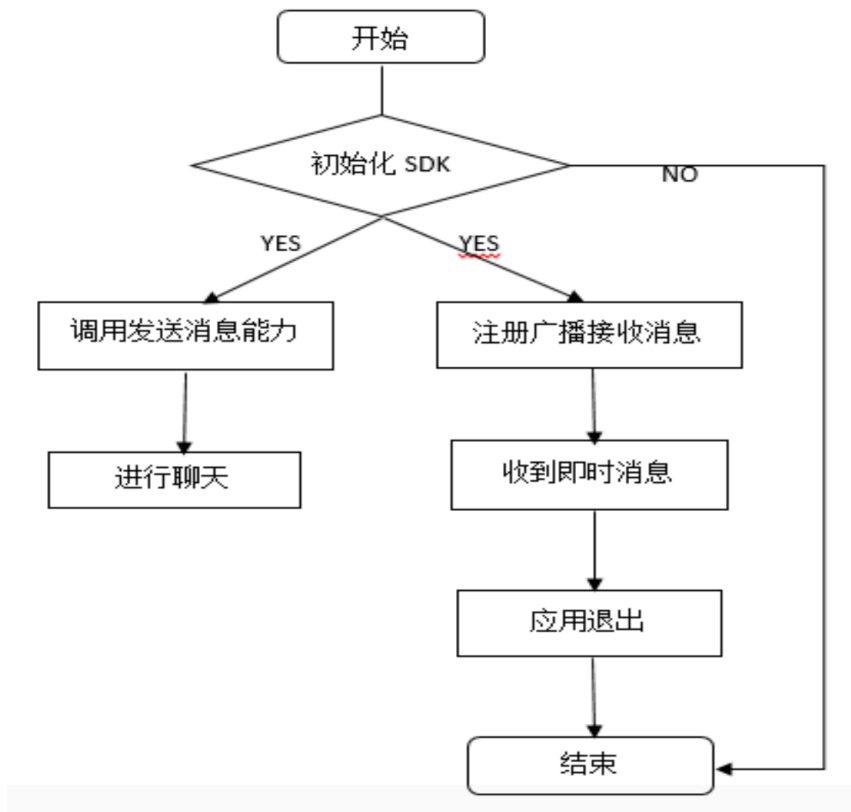 开始
初始化 SDK
NO
YES
YES
调用发送消息能力
注册广播接收消息
进行聊天
收到即时消息
应用退出
结束